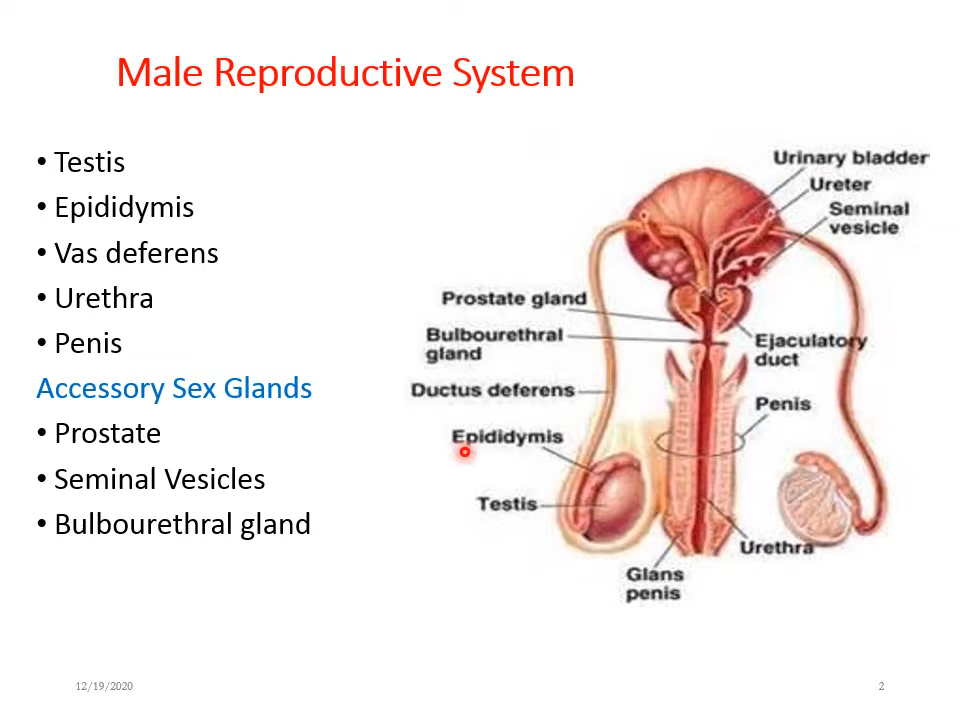 Male Reproductive System
• Testis
• Epididymis
• Vas deferens
• Urethra
• Penis
Accessory Sex Glands
• Prostate
• Seminal Vesicles
• Bulbourethral gland
Urinary bladder
Ureter
Seminal
vesicle
Prostate gland
Bulbourethral
gland
Ejaculatory
duct
Ductus deferens
Penis
Epididymis
Testis
Urethra
Glans
penis
12/19/2020
2